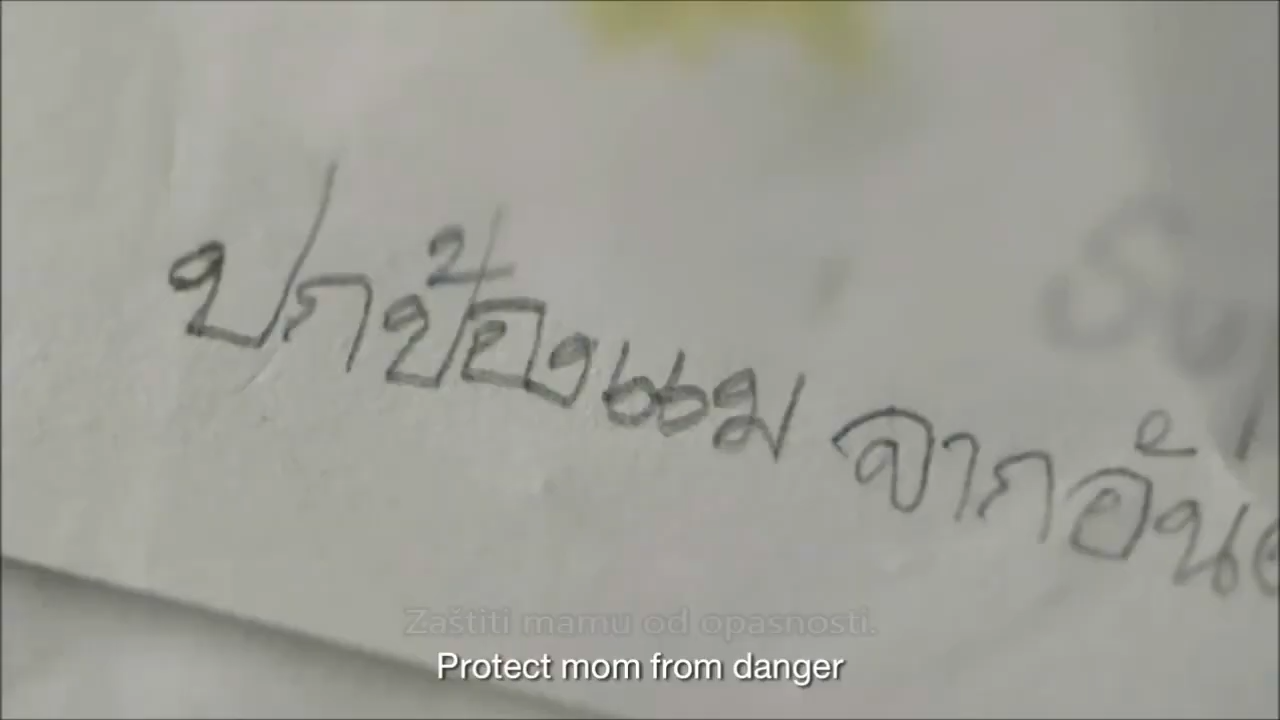 ปกป้องแม จากอัน
Zaštiti mamu od opasnosti.
Protect mom from danger